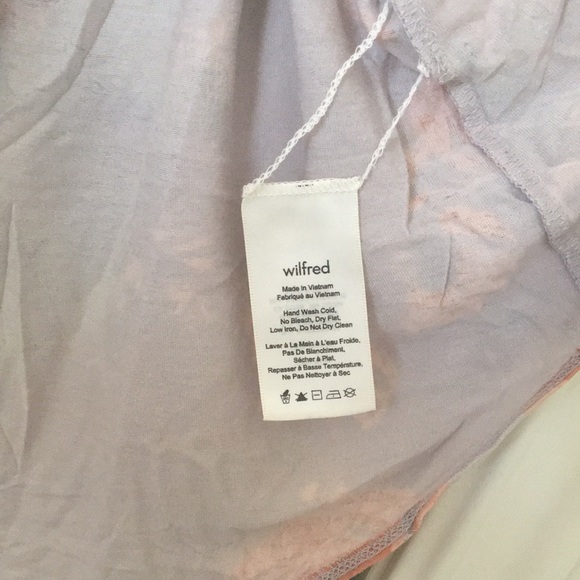 wilfred
Made in Vietnam
Fabriqué au Vietnam
Hand Wash Cold,
No Bleach, Dry Flat,
Low Iron, Do Not Dry Clean
Laver à La Main à L'eau Froide,
Pas De Blanchiment,
Sécher à Plat,
Repasser à Basse Température,
Ne Pas Nettoyer à Sec